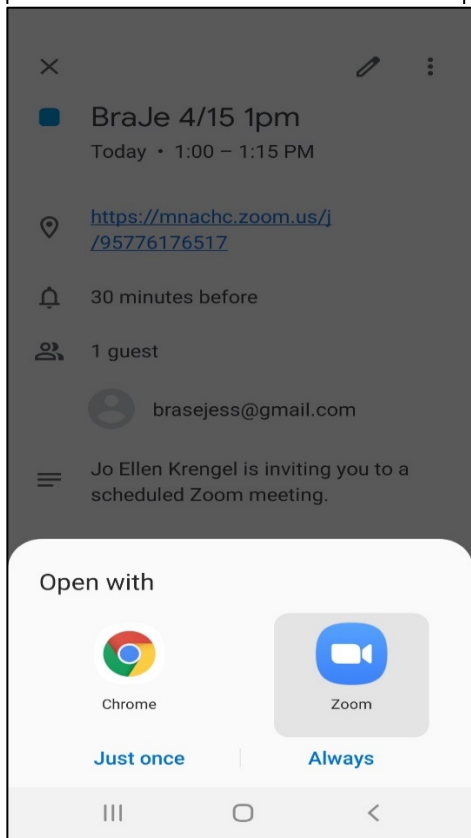 BraJe 4/15 1pm
Today • 1:00 – 1:15 PM
https://mnachc.zoom.us/j
/95776176517
30 minutes before
1 guest
brasejess@gmail.com
Jo Ellen Krengel is inviting you to a
scheduled Zoom meeting.
Open with
Chrome
Zoom
Just once
Always